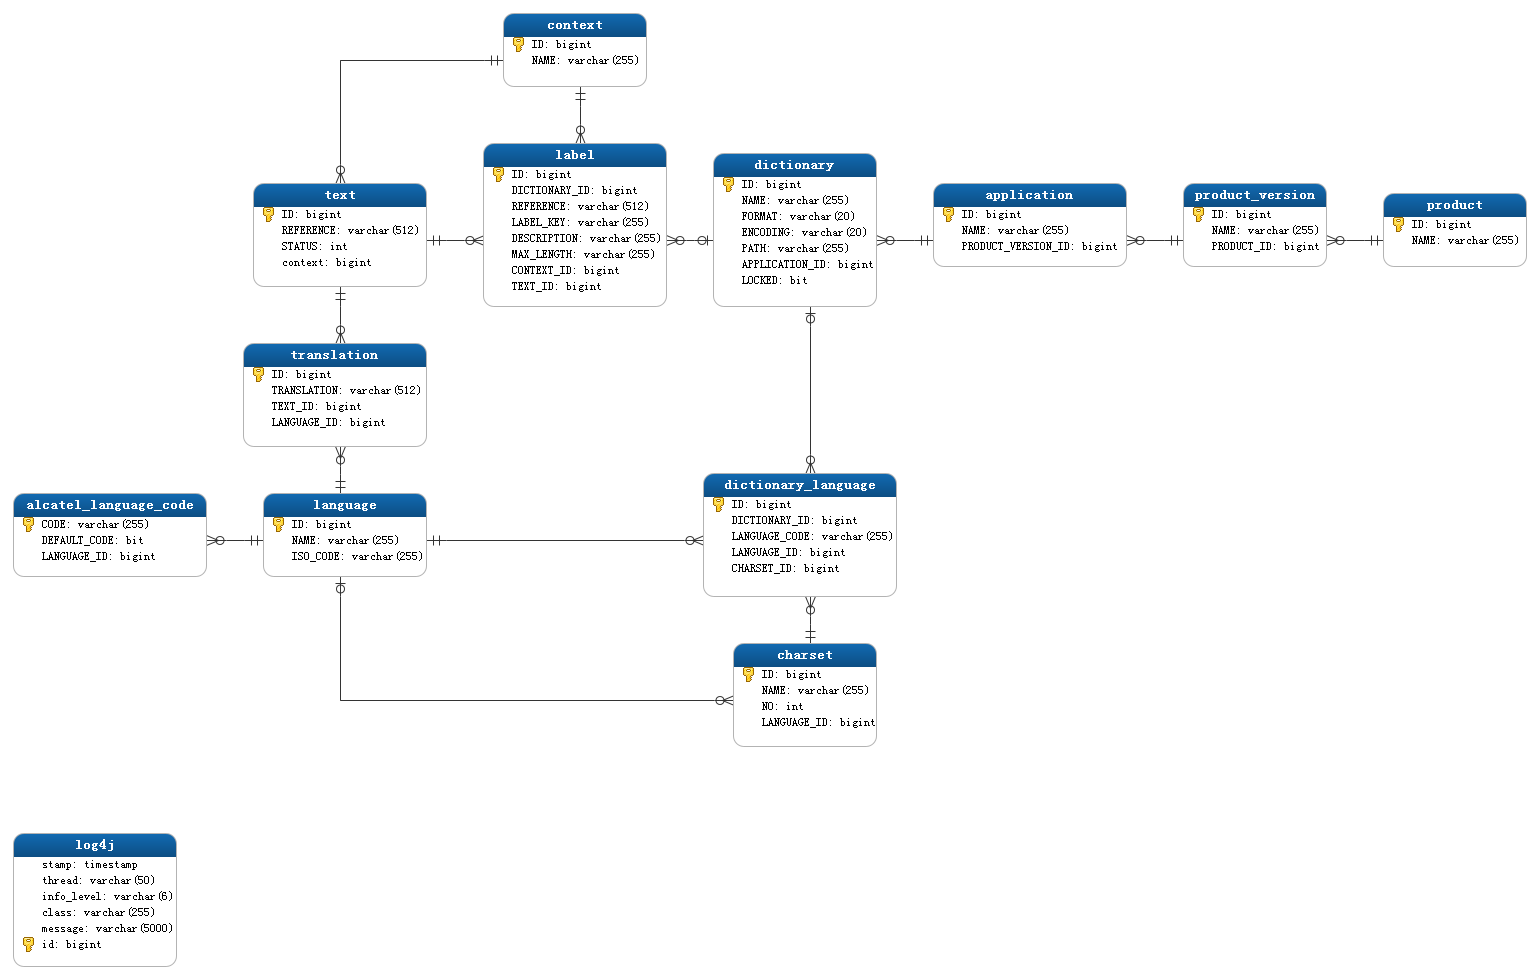 context
ID: bigint
NAME: varchar(255)
text
ID: bigint
REFERENCE: varchar(512)
STATUS: int
context: bigint
label
ID: bigint
DICTIONARY_ID: bigint
REFERENCE: varchar(512)
LABEL_KEY: varchar(255)
DESCRIPTION: varchar(255)
MAX_LENGTH: varchar(255)
CONTEXT_ID: bigint
TEXT_ID: bigint
dictionary
ID: bigint
NAME: varchar(255)
FORMAT: varchar(20)
ENCODING: varchar(20)
PATH: varchar(255)
APPLICATION_ID: bigint
LOCKED: bit
application
ID: bigint
NAME: varchar(255)
PRODUCT_VERSION_ID: bigint
product_version
ID: bigint
NAME: varchar(255)
PRODUCT_ID: bigint
product
ID: bigint
NAME: varchar(255)
translation
ID: bigint
TRANSLATION: varchar(512)
TEXT_ID: bigint
LANGUAGE_ID: bigint
alcatel_language_code
CODE: varchar(255)
DEFAULT_CODE: bit
LANGUAGE_ID: bigint
language
ID: bigint
NAME: varchar(255)
ISO_CODE: varchar(255)
dictionary_language
ID: bigint
DICTIONARY_ID: bigint
LANGUAGE_CODE: varchar(255)
LANGUAGE_ID: bigint
CHARSET_ID: bigint
charset
ID: bigint
NAME: varchar(255)
NO: int
LANGUAGE_ID: bigint
log4j
stamp: timestamp
thread: varchar(50)
info_level: varchar(6)
class: varchar(255)
message: varchar(5000)
id: bigint